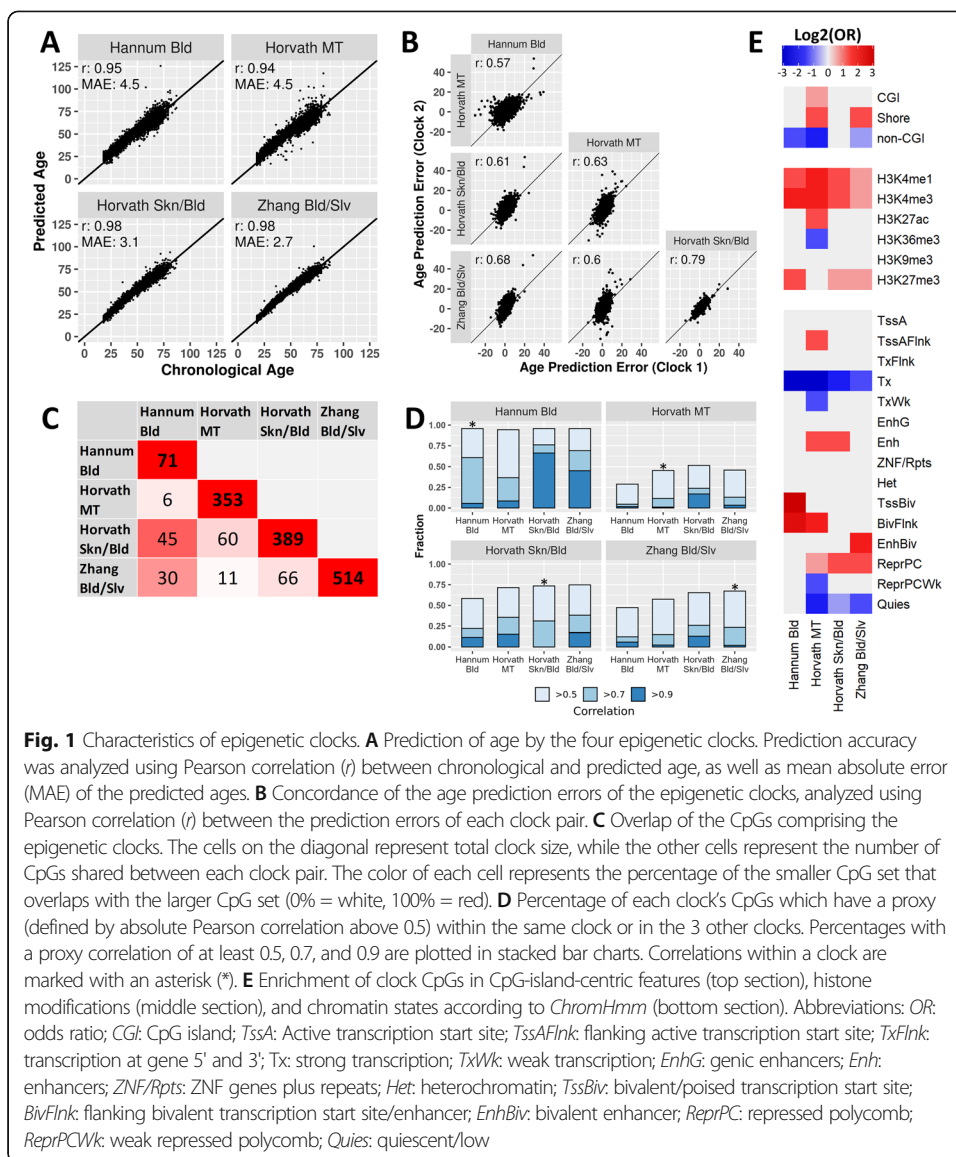 A
Hannum Bld
Horvath MT
r: 0.95
MAE: 4.5
r: 0.94
MAE: 4.5
Horvath Skn/Bld
Zhang Bld/Slv
r: 0.98
MAE: 3.1
r: 0.98
MAE: 2.7
Predicted Age
125
100
75
50
25
0
125
100
75
50
25
0
0 25 50 75 100 125 0 25 50 75 100 125
Chronological Age
B
Hannum Bld
r: 0.57
Horvath MT
40
20
0
-20
Horvath MT
r: 0.61
r: 0.63
Horvath Skn/Bld
40
20
0
-20
Horvath Skn/Bld
r: 0.68
r: 0.6
r: 0.79
Zhang Bld/Slv
40
20
0
-20
-20 0 20 40 -20 0 20 40 -20 0 20 40
Age Prediction Error (Clock 2)
Age Prediction Error (Clock 1)
C
Hannum Bld
Horvath MT
Horvath Skn/Bld
Zhang Bld/Slv
Hannum Bld 71
Horvath MT 6 353
Horvath Skn/Bld 45 60 389
Zhang Bld/Slv 30 11 66 514
D
Hannum Bld
Horvath MT
*
*
1.00
0.75
0.50
0.25
0.00
Hannum Bld
Horvath MT
Horvath Skn/Bld
Zhang Bld/Slv
Hannum Bld
Horvath MT
Horvath Skn/Bld
Zhang Bld/Slv
Fraction
Horvath Skn/Bld
Zhang Bld/Slv
*
*
1.00
0.75
0.50
0.25
0.00
Hannum Bld
Horvath MT
Horvath Skn/Bld
Zhang Bld/Slv
Hannum Bld
Horvath MT
Horvath Skn/Bld
Zhang Bld/Slv
>0.5 >0.7 >0.9
Correlation
E
Log2(OR)
-3 -2 -1 0 1 2 3
CGI
Shore
non-CGI
H3K4me1
H3K4me3
H3K27ac
H3K36me3
H3K9me3
H3K27me3
TssA
TssAFlnk
TxFlnk
Tx
TxWk
EnhG
Enh
ZNF/Rpts
Het
TssBiv
BivFlnk
EnhBiv
ReprPC
ReprPCWk
Quies
Hannum Bld
Horvath MT
Horvath Skn/Bld
Zhang Bld/Slv
Fig. 1 Characteristics of epigenetic clocks. A Prediction of age by the four epigenetic clocks. Prediction accuracy
was analyzed using Pearson correlation (r) between chronological and predicted age, as well as mean absolute error
(MAE) of the predicted ages. B Concordance of the age prediction errors of the epigenetic clocks, analyzed using
Pearson correlation (r) between the prediction errors of each clock pair. C Overlap of the CpGs comprising the
epigenetic clocks. The cells on the diagonal represent total clock size, while the other cells represent the number of
CpGs shared between each clock pair. The color of each cell represents the percentage of the smaller CpG set that
overlaps with the larger CpG set (0% = white, 100% = red). D Percentage of each clock's CpGs which have a proxy
(defined by absolute Pearson correlation above 0.5) within the same clock or in the 3 other clocks. Percentages with
a proxy correlation of at least 0.5, 0.7, and 0.9 are plotted in stacked bar charts. Correlations within a clock are
marked with an asterisk (*). E Enrichment of clock CpGs in CpG-island-centric features (top section), histone
modifications (middle section), and chromatin states according to ChromHmm (bottom section). Abbreviations: OR:
odds ratio; CGI: CpG island; TssA: Active transcription start site; TssAFlnk: flanking active transcription start site; TxFlnk:
transcription at gene 5' and 3'; Tx: strong transcription; TxWk: weak transcription; EnhG: genic enhancers; Enh:
enhancers; ZNF/Rpts: ZNF genes plus repeats; Het: heterochromatin; TssBiv: bivalent/poised transcription start site;
BivFlnk: flanking bivalent transcription start site/enhancer; EnhBiv: bivalent enhancer; ReprPC: repressed polycomb;
ReprPCWk: weak repressed polycomb; Quies: quiescent/low